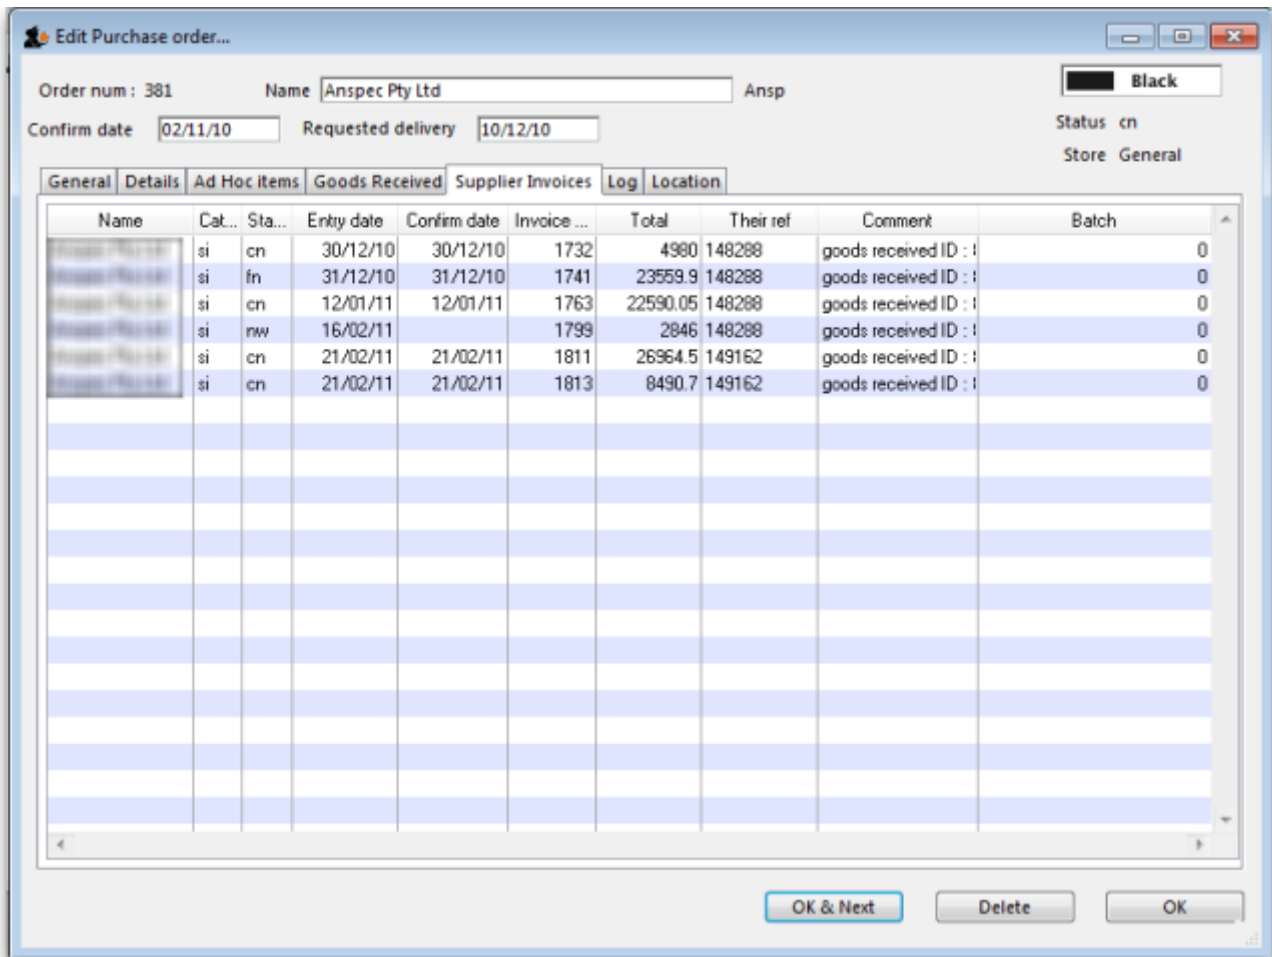 Edit Purchase order...
Order num : 381 Name Anspec Pty Ltd Ansp Black
Confirm date 02/11/10 Requested delivery 10/12/10 Status cn
Store General
General Details Ad Hoc items Goods Received Supplier Invoices Log Location
Name Cat... Sta... Entry date Confirm date Invoice ... Total Their ref Comment Batch
si cn 30/12/10 30/12/10 1732 4980 148288 goods received ID : 0
si fn 31/12/10 31/12/10 1741 23559.9 148288 goods received ID : 0
si cn 12/01/11 12/01/11 1763 22590.05 148288 goods received ID : 0
si nw 16/02/11 1799 2846 148288 goods received ID : 0
si cn 21/02/11 21/02/11 1811 26964.5 149162 goods received ID : 0
si cn 21/02/11 21/02/11 1813 8490.7 149162 goods received ID : 0
OK & Next Delete OK